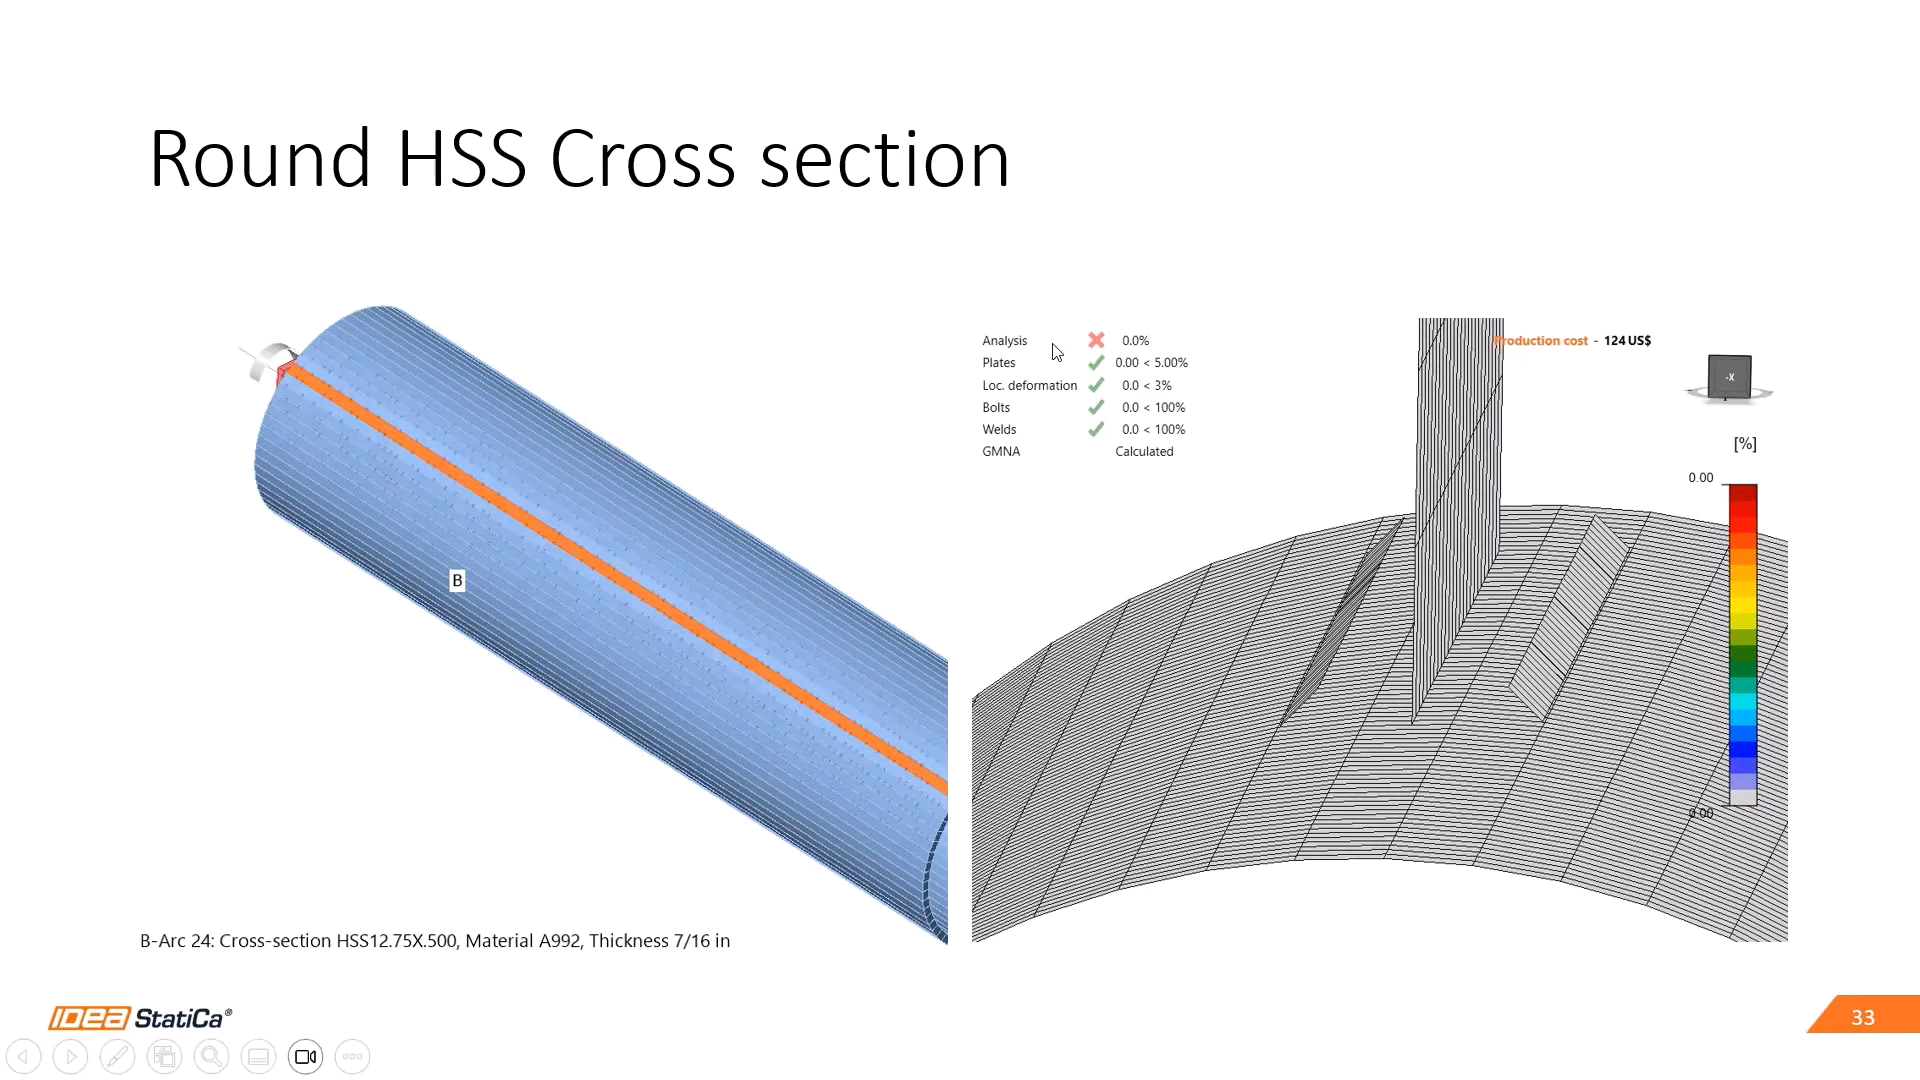 Round HSS Cross section
B
B-Arc 24: Cross-section HSS12.75X.500, Material A992, Thickness 7/16 in
Analysis 0.0%
Plates 0.00 < 5.00%
Loc. deformation 0.0 < 3%
Bolts 0.0 < 100%
Welds 0.0 < 100%
GMNA Calculated
Production cost - 124 US$
-X
[%]
0.00
0.00
IDEA StatiCa®
33